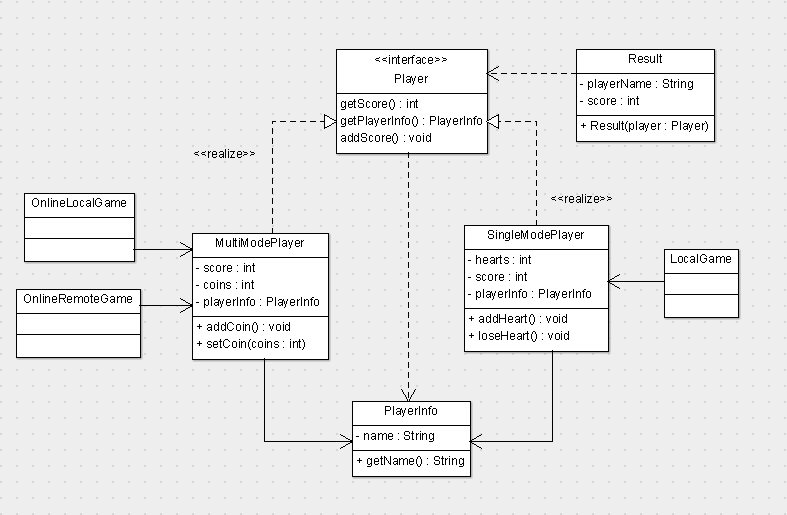 <<interface>>
Player
getScore() : int
getPlayerInfo() : PlayerInfo
addScore() : void
Result
- playerName : String
- score : int
+ Result(player : Player)
<<realize>>
<<realize>>
OnlineLocalGame
OnlineRemoteGame
MultiModePlayer
- score : int
- coins : int
- playerInfo : PlayerInfo
+ addCoin() : void
+ setCoin(coins : int)
SingleModePlayer
- hearts : int
- score : int
- playerInfo : PlayerInfo
+ addHeart() : void
+ loseHeart() : void
LocalGame
PlayerInfo
- name : String
+ getName() : String